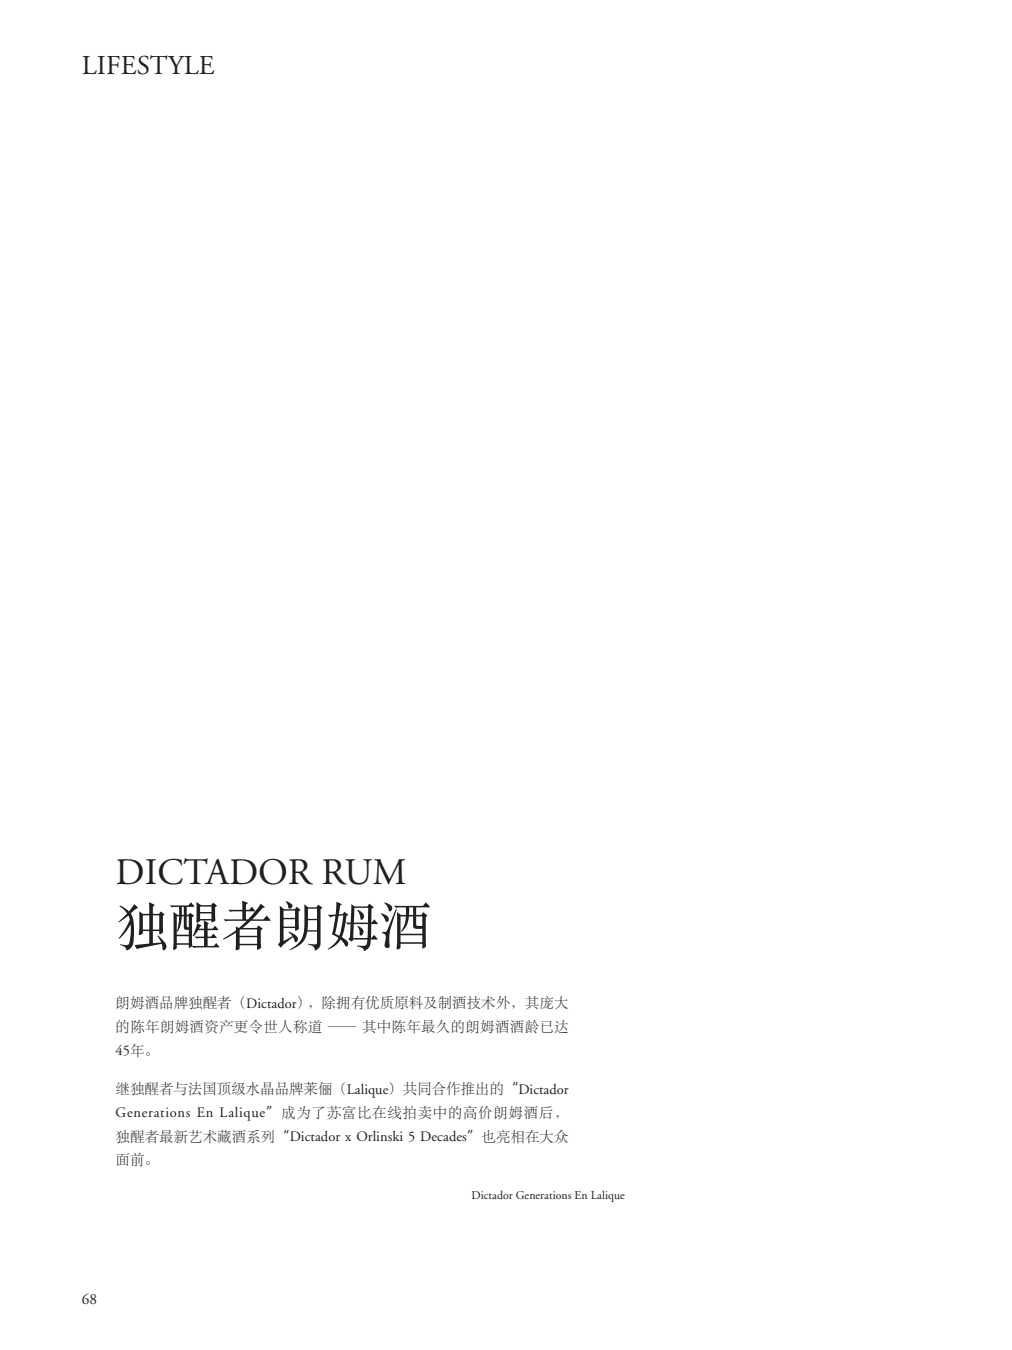 LIFESTYLE
DICTADOR RUM
独醒者朗姆酒
朗姆酒品牌独醒者（Dictador），除拥有优质原料及制酒技术外，其庞大
的陈年朗姆酒资产更令世人称道 —— 其中陈年最久的朗姆酒酒龄已达
45年。
继独醒者与法国顶级水晶品牌莱俪（Lalique）共同合作推出的 "Dictador
Generations En Lalique" 成为了苏富比在线拍卖中的高价朗姆酒后，
独醒者最新艺术藏酒系列 "Dictador x Orlinski 5 Decades" 也亮相在大众
面前。
Dictador Generations En Lalique
68